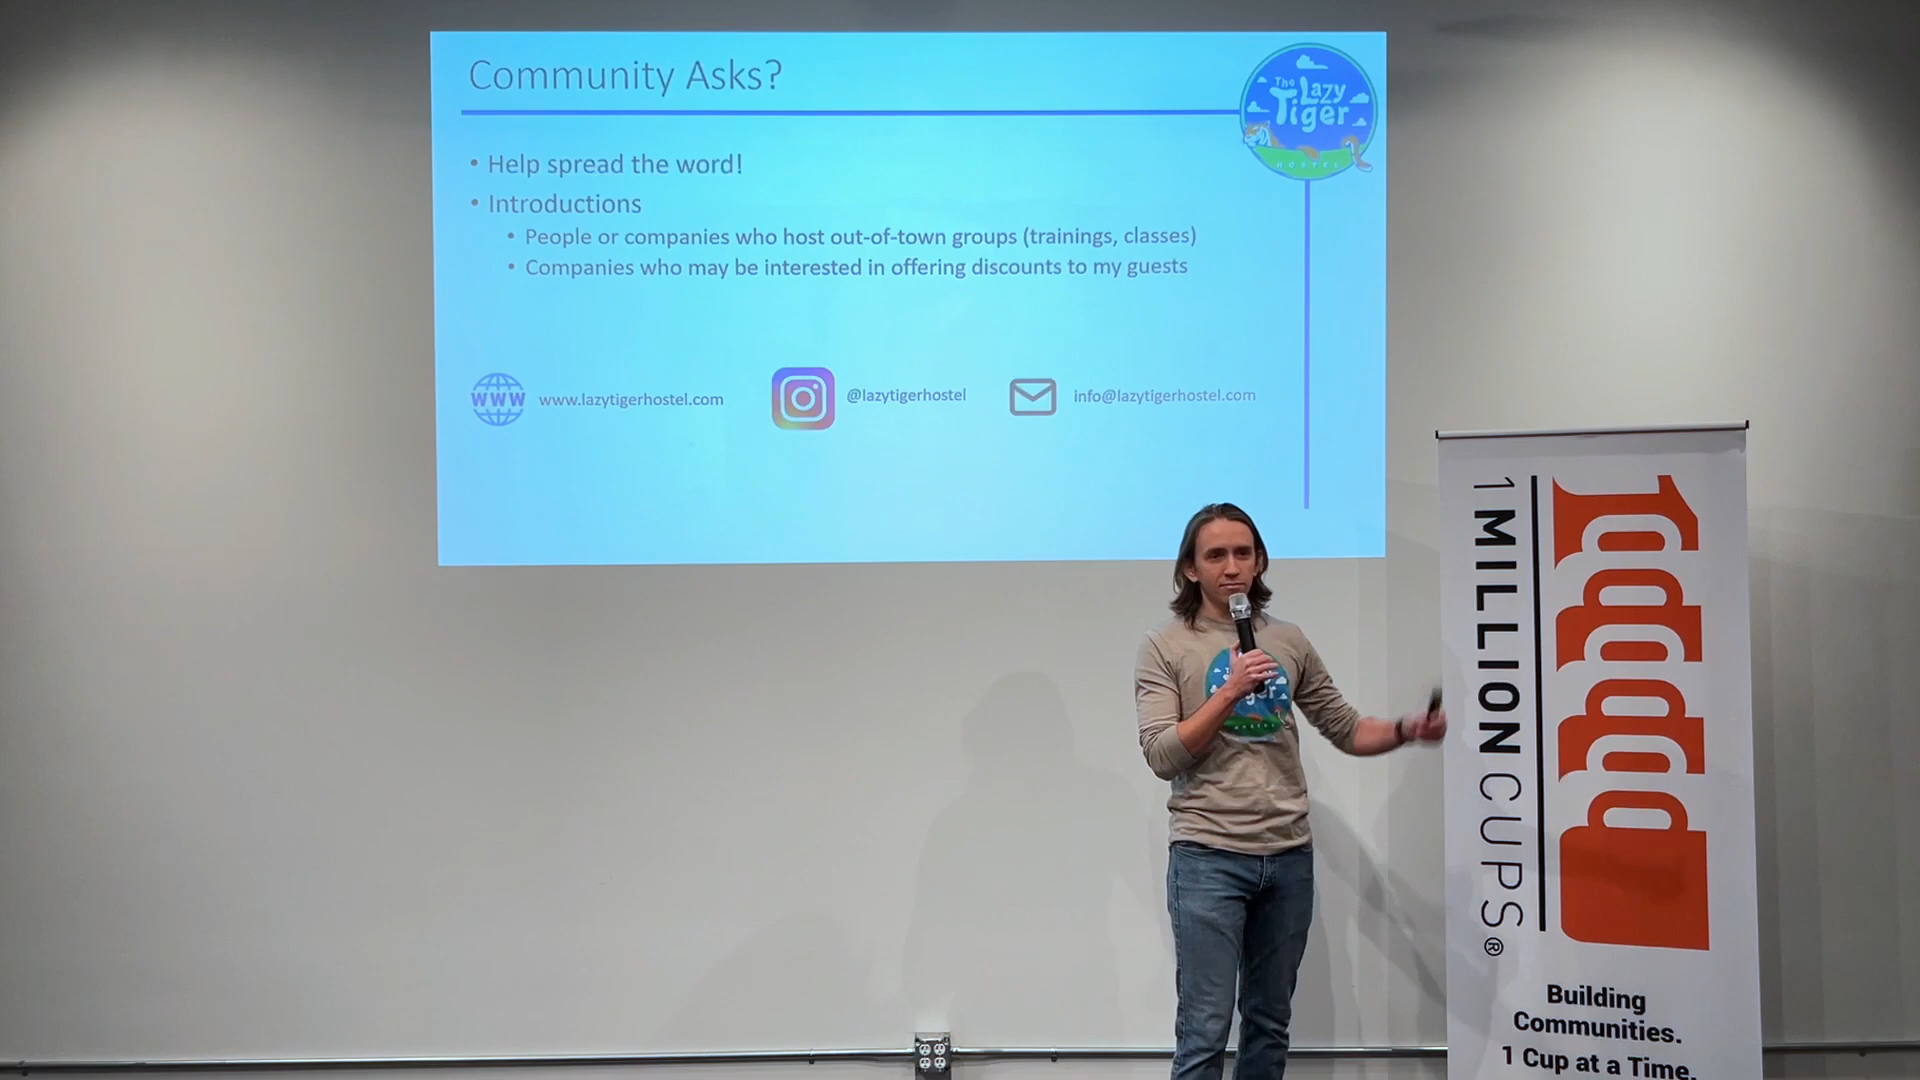 Community Asks?
The Lazy
Tiger
HOSTEL
• Help spread the word!
• Introductions
• People or companies who host out-of-town groups (trainings, classes)
• Companies who may be interested in offering discounts to my guests
www
www.lazytigerhostel.com
@lazytigerhostel
info@lazytigerhostel.com
1 MILLION CUPS®
Building
Communities.
1 Cup at a Time.